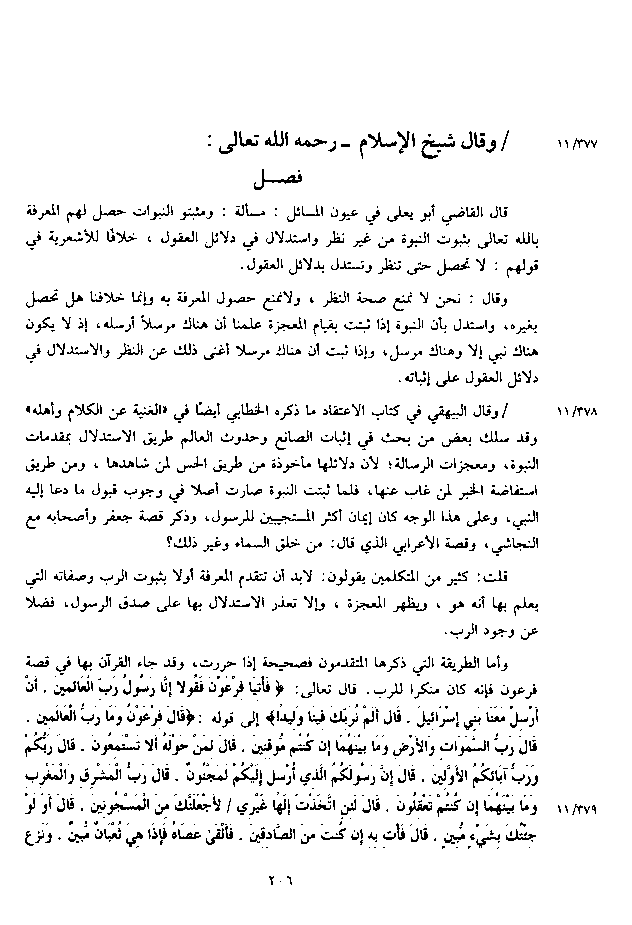 ١١/٣٧٧ / وقال شيخ الإسلام ـ رحمه الله تعالى :
فصــل
قال القاضي أبو يعلى في عيون المسائل : مسألة : ومثبتو النبوات حصل لهم المعرفة
بالله تعالى بثبوت النبوة من غير نظر واستدلال في دلائل العقول ، خلافًا للأشعرية في
قولهم : لا تحصل حتى تنظر وتستدل بدلائل العقول.
وقال : نحن لا نمنع صحة النظر ، ولانمنع حصول المعرفة به وإنما خلافنا هل تحصل
بغيره، واستدل بأن النبوة إذا ثبتت بقيام المعجزة علمنا أن هناك مرسلاً أرسله، إذ لا يكون
هناك نبي إلا وهناك مرسل، وإذا ثبت أن هناك مرسلا أغنى ذلك عن النظر والاستدلال في
دلائل العقول على إثباته.
١١/٣٧٨ / وقال البيهقي في كتاب الاعتقاد ما ذكره الخطابي أيضًا في «الغنية عن الكلام وأهله»
وقد سلك بعض من بحث في إثبات الصانع وحدوث العالم طريق الاستدلال بمقدمات
النبوة، ومعجزات الرسالة؛ لأن دلائلها مأخوذة من طريق الحس لمن شاهدها ، ومن طريق
استفاضة الخبر لمن غاب عنها، فلما ثبتت النبوة صارت أصلا في وجوب قبول ما دعا إليه
النبي، وعلى هذا الوجه كان إيمان أكثر المستجيبين للرسول، وذكر قصة جعفر وأصحابه مع
النجاشي، وقصة الأعرابي الذي قال: من خلق السماء وغير ذلك؟
قلت: كثير من المتكلمين يقولون: لابد أن تتقدم المعرفة أولا بثبوت الرب وصفاته التي
يعلم بها أنه هو ، ويظهر المعجزة ، وإلا تعذر الاستدلال بها على صدق الرسول، فضلا
عن وجود الرب.
وأما الطريقة التي ذكرها المتقدمون فصحيحة إذا حررت، وقد جاء القرآن بها في قصة
فرعون فإنه كان منكرا للرب. قال تعالى: ﴿ فَأْتِيَا فِرْعَوْنَ فَقُولا إِنَّا رَسُولُ رَبِّ الْعَالَمِينَ . أَنْ
أَرْسِلْ مَعَنَا بَنِي إِسْرَائِيلَ . قَالَ أَلَمْ نُرَبِّكَ فِينَا وَلِيدًا﴾ إلى قوله :﴿قَالَ فِرْعَوْنُ وَمَا رَبُّ الْعَالَمِينَ .
قَالَ رَبُّ السَّمَوَاتِ وَالأَرْضِ وَمَا بَيْنَهُمَا إِن كُنتُم مُّوقِنِينَ . قَالَ لِمَنْ حَوْلَهُ أَلا تَسْتَمِعُونَ . قَالَ رَبُّكُمْ
وَرَبُّ آبَائِكُمُ الأَوَّلِينَ . قَالَ إِنَّ رَسُولَكُمُ الَّذِي أُرْسِلَ إِلَيْكُمْ لَمَجْنُونٌ . قَالَ رَبُّ الْمَشْرِقِ وَالْمَغْرِبِ
١١/٣٧٩ وَمَا بَيْنَهُمَا إِن كُنتُمْ تَعْقِلُونَ . قَالَ لَئِنِ اتَّخَذْتَ إِلَهًا غَيْرِي / لأَجْعَلَنَّكَ مِنَ الْمَسْجُونِينَ . قَالَ أَوَ لَوْ
جِئْتُكَ بِشَيْءٍ مُّبِينٍ . قَالَ فَأْتِ بِهِ إِن كُنتَ مِنَ الصَّادِقِينَ . فَأَلْقَى عَصَاهُ فَإِذَا هِيَ ثُعْبَانٌ مُّبِينٌ . وَنَزَعَ
٢٠٦